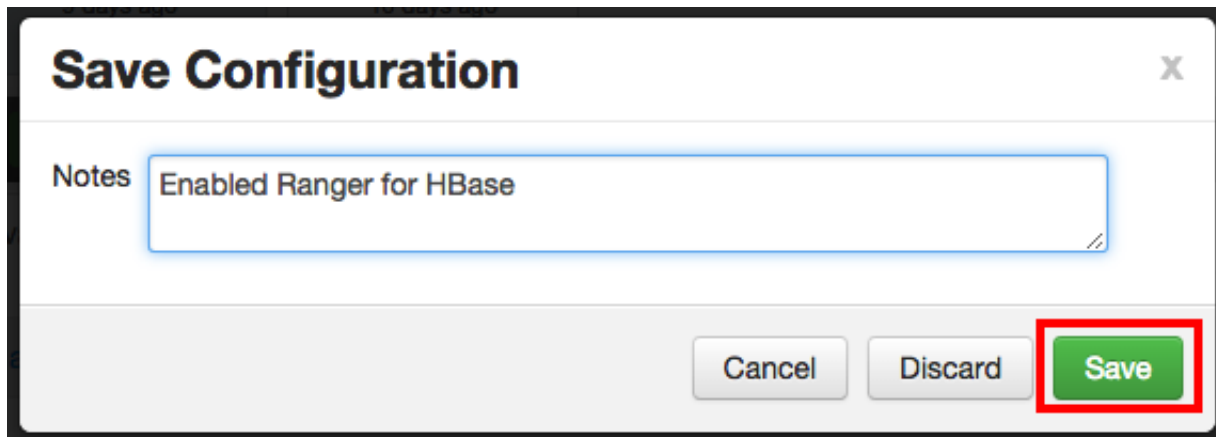 Save Configuration
x
Notes
Enabled Ranger for HBase
Cancel Discard Save